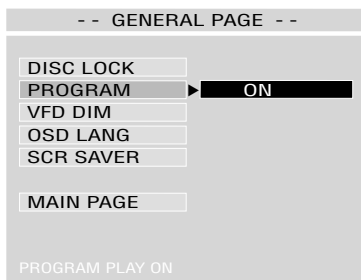 - - GENERAL PAGE - -
DISC LOCK
PROGRAM ON
VFD DIM
OSD LANG
SCR SAVER
MAIN PAGE
PROGRAM PLAY ON